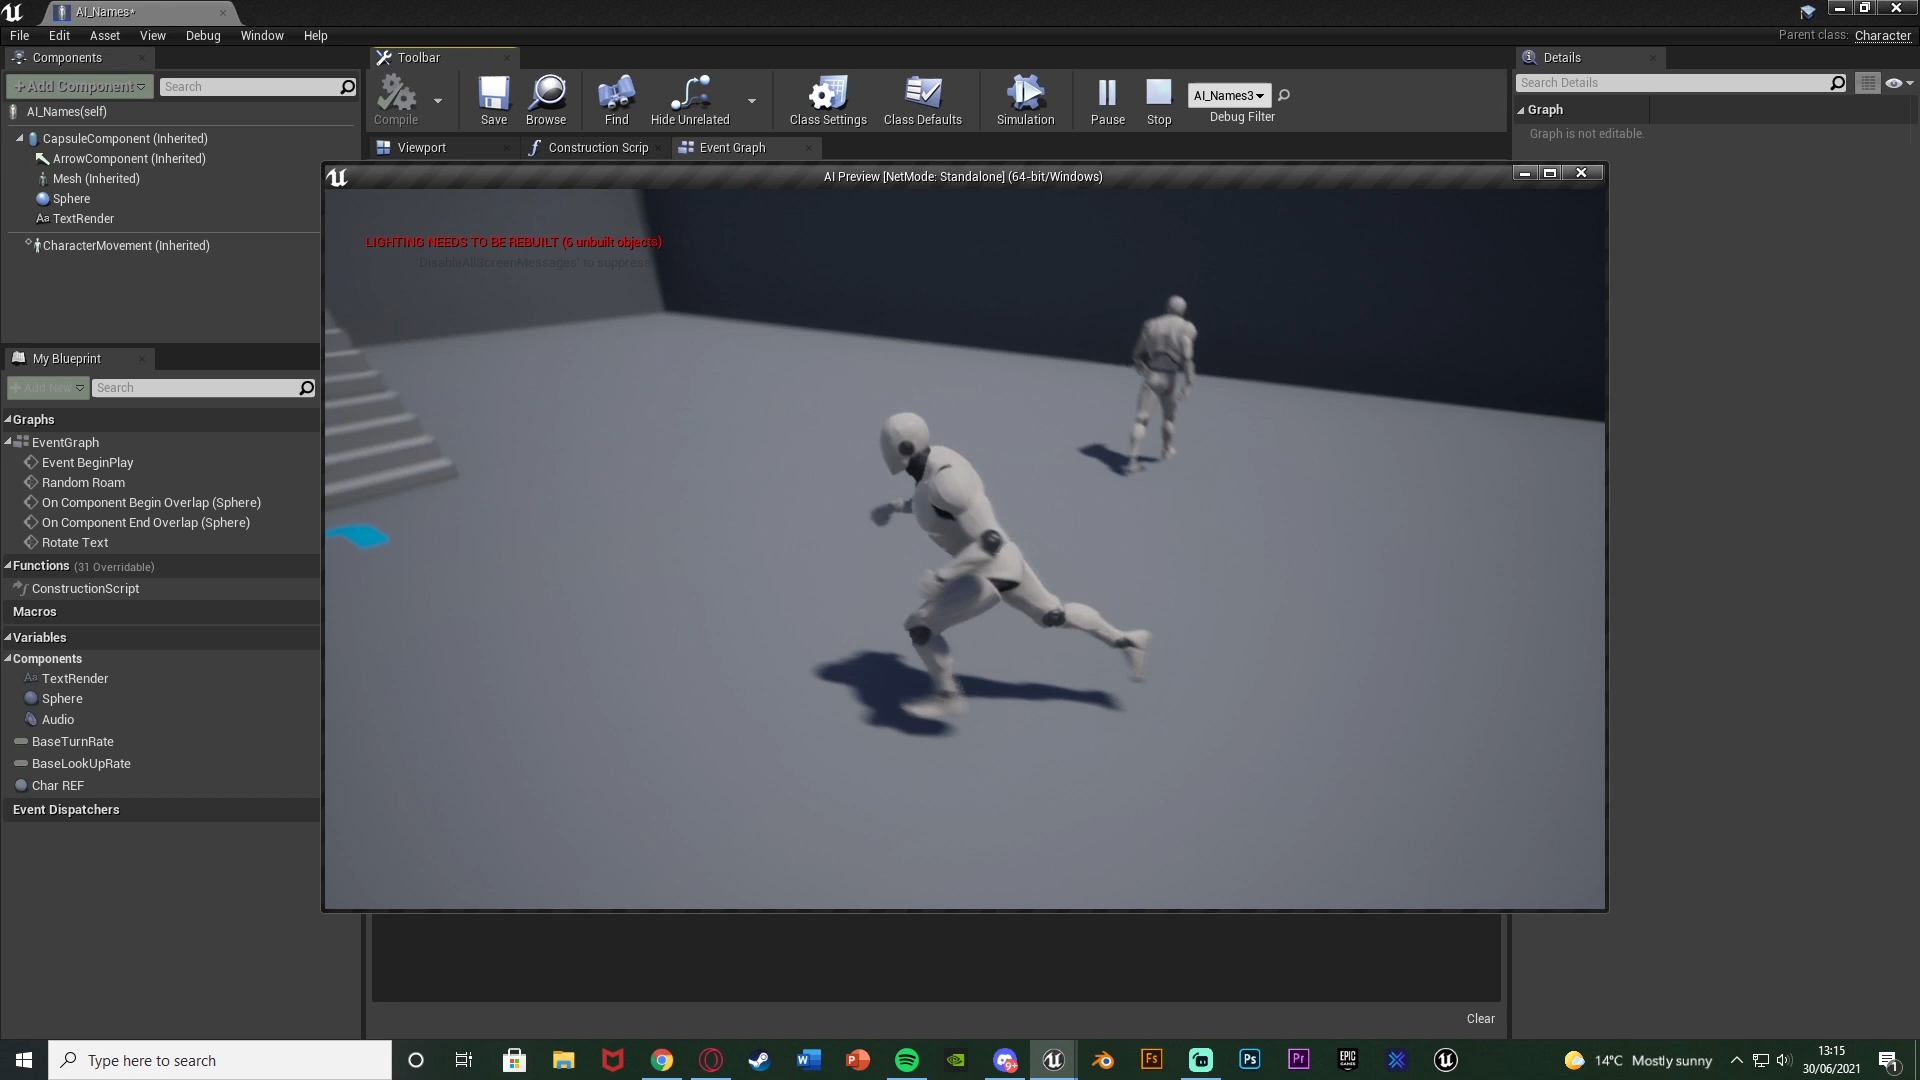 AI_Names*
File Edit Asset View Debug Window Help
Parent class: Character
Components
Toolbar
Details
+Add Component
Search
Compile
Save
Browse
Find
Hide Unrelated
Class Settings
Class Defaults
Simulation
Pause
Stop
AI_Names3
Debug Filter
Search Details
Graph
Graph is not editable.
AI_Names(self)
CapsuleComponent (Inherited)
ArrowComponent (Inherited)
Mesh (Inherited)
Sphere
Aa TextRender
CharacterMovement (Inherited)
Viewport
Construction Scrip
Event Graph
AI Preview [NetMode: Standalone] (64-bit/Windows)
LIGHTING NEEDS TO BE REBUILT (6 unbuilt objects)
'DisableAllScreenMessages' to suppress
My Blueprint
+ Add New
Search
Graphs
EventGraph
Event BeginPlay
Random Roam
On Component Begin Overlap (Sphere)
On Component End Overlap (Sphere)
Rotate Text
Functions (31 Overridable)
ConstructionScript
Macros
Variables
Components
Aa TextRender
Sphere
Audio
BaseTurnRate
BaseLookUpRate
Char REF
Event Dispatchers
Clear
Type here to search
14°C Mostly sunny
13:15
30/06/2021